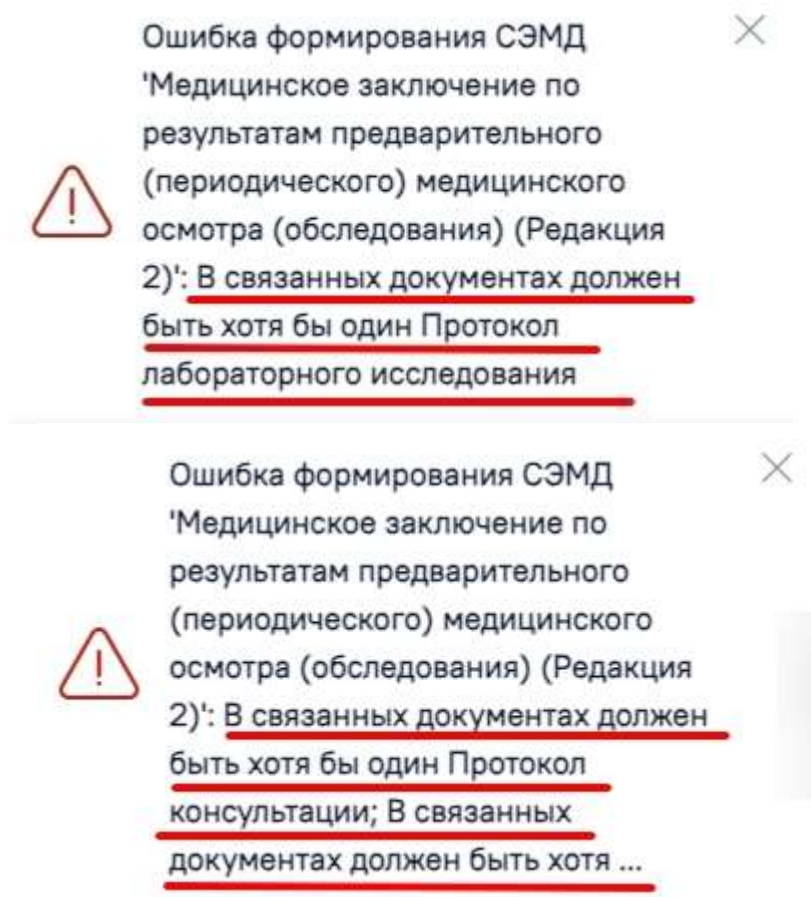 Ошибка формирования СЭМД
'Медицинское заключение по
результатам предварительного
(периодического) медицинского
осмотра (обследования) (Редакция
2)': В связанных документах должен
быть хотя бы один Протокол
лабораторного исследования
Ошибка формирования СЭМД
'Медицинское заключение по
результатам предварительного
(периодического) медицинского
осмотра (обследования) (Редакция
2)': В связанных документах должен
быть хотя бы один Протокол
консультации; В связанных
документах должен быть хотя ...